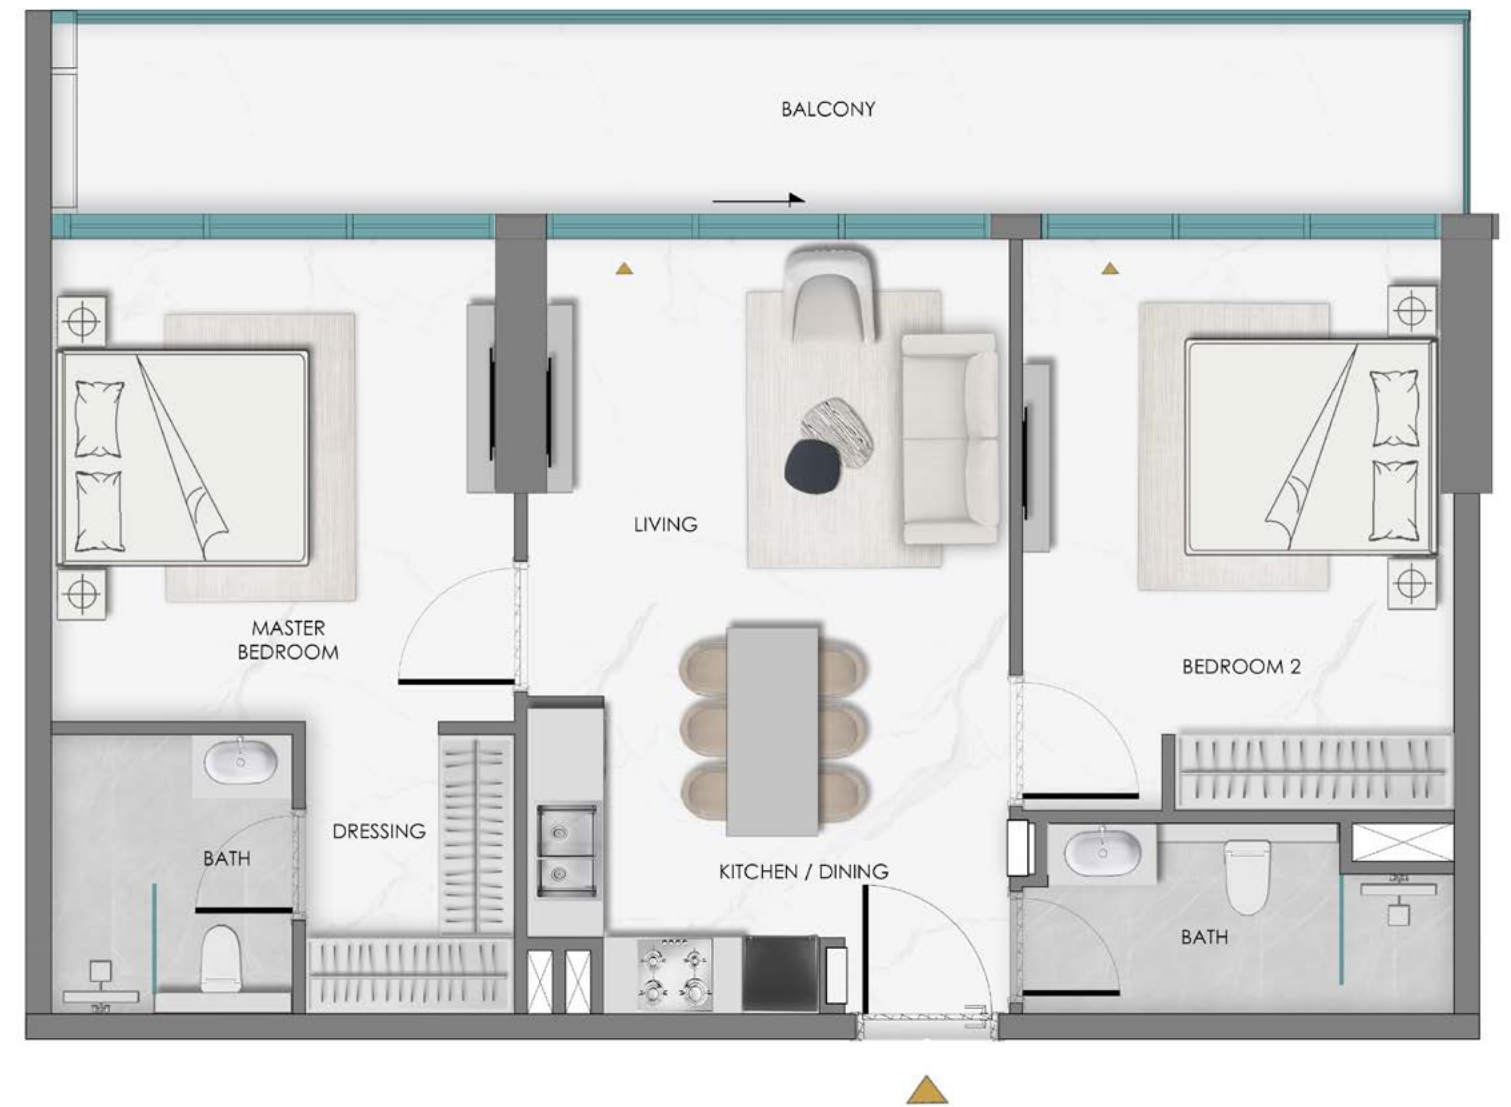 BALCONY
LIVING
MASTER
BEDROOM
BEDROOM 2
DRESSING
BATH
KITCHEN / DINING
BATH